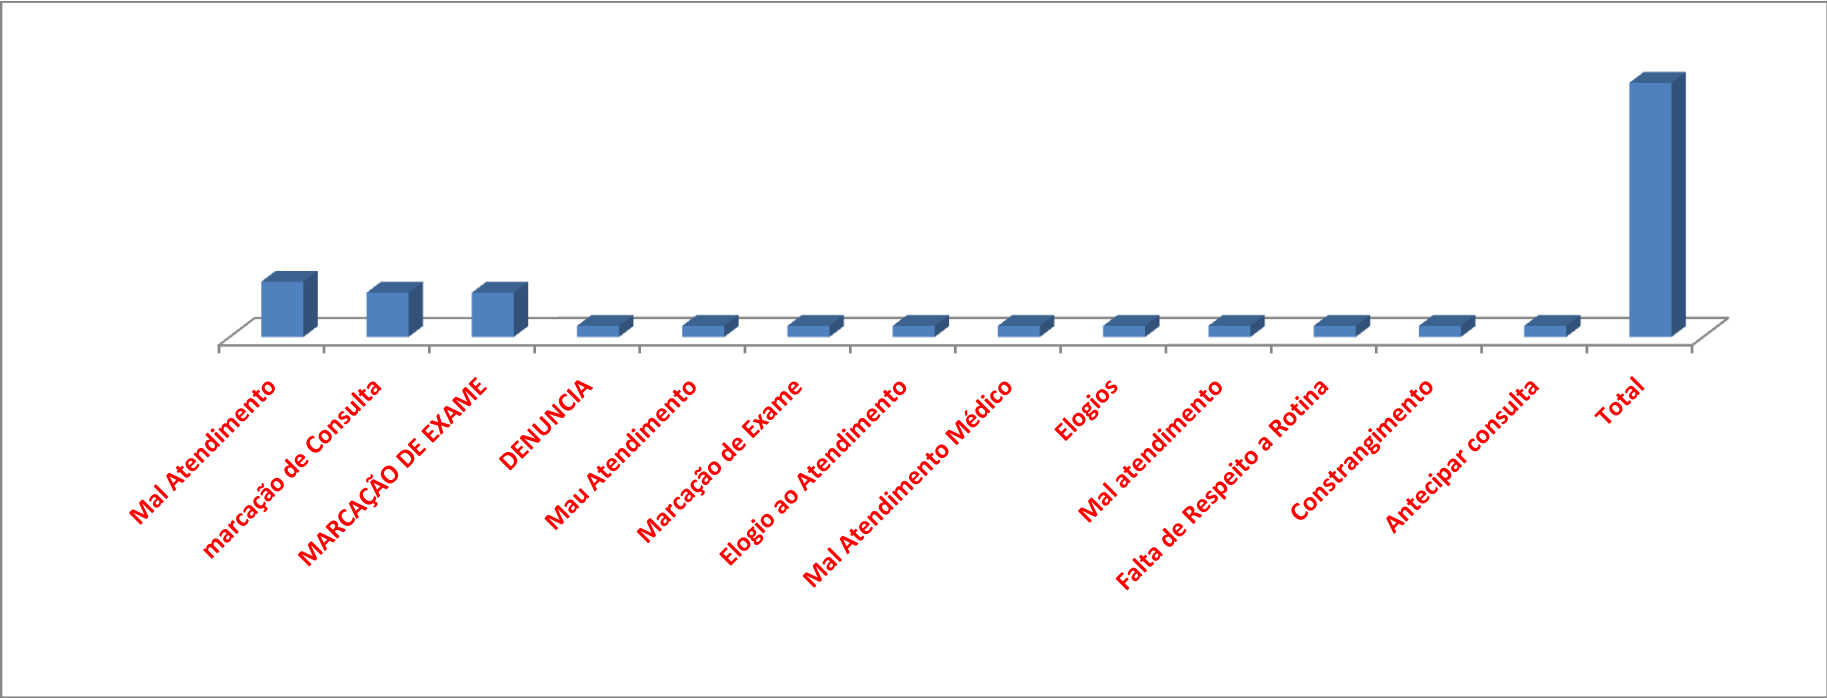 Mal Atendimento
marcação de Consulta
MARCAÇÃO DE EXAME
DENUNCIA
Mau Atendimento
Marcação de Exame
Elogio ao Atendimento
Mal Atendimento Médico
Elogios
Mal atendimento
Falta de Respeito a Rotina
Constrangimento
Antecipar consulta
Total